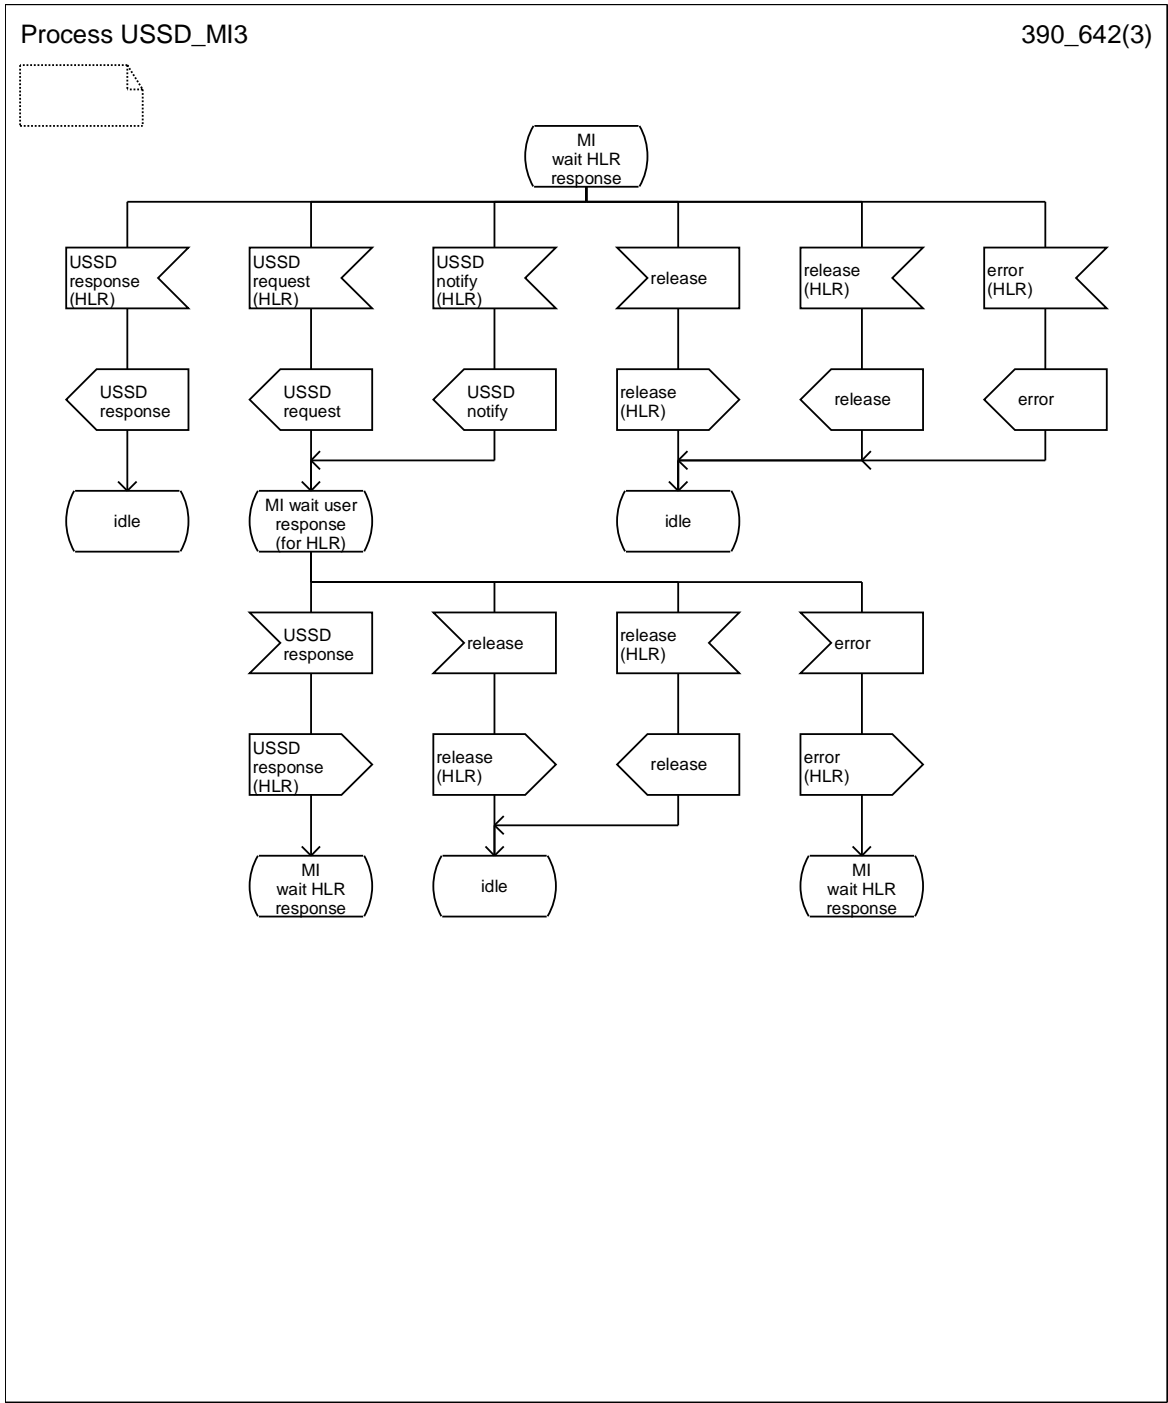 Process USSD_MI3
390_642(3)
MI
wait HLR
response
USSD
response
(HLR)
USSD
request
(HLR)
USSD
notify
(HLR)
release
release
(HLR)
error
(HLR)
USSD
response
USSD
request
USSD
notify
release
(HLR)
release
error
idle
MI wait user
response
(for HLR)
idle
USSD
response
release
release
(HLR)
error
USSD
response
(HLR)
release
(HLR)
release
error
(HLR)
MI
wait HLR
response
idle
MI
wait HLR
response